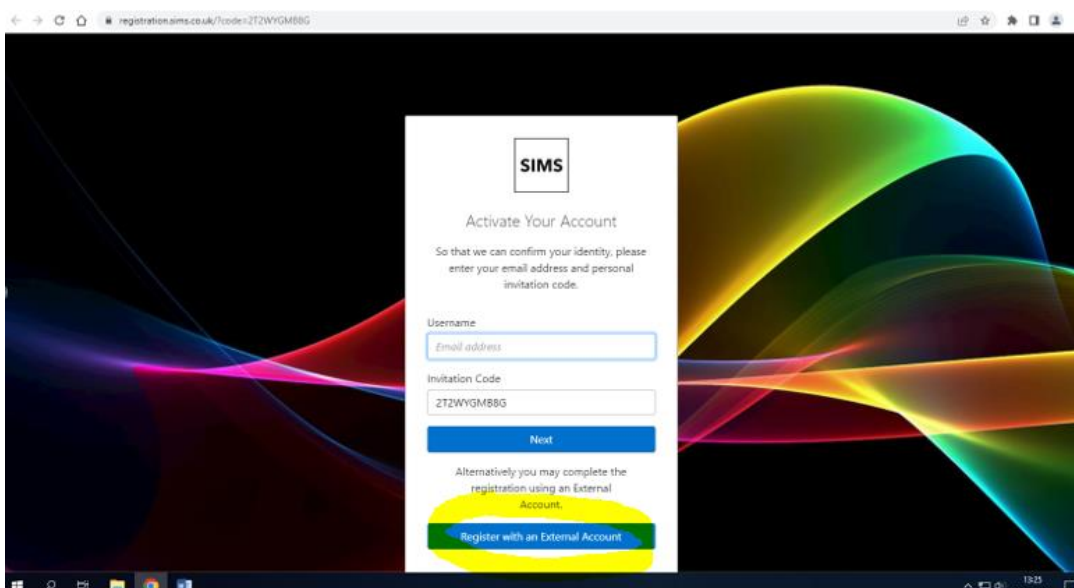 registration.sims.co.uk/?code=2T2WYGM88G
SIMS
Activate Your Account
So that we can confirm your identity, please
enter your email address and personal
invitation code.
Username
Email address
Invitation Code
2T2WYGM88G
Next
Alternatively you may complete the
registration using an External
Account.
Register with an External Account
13:25